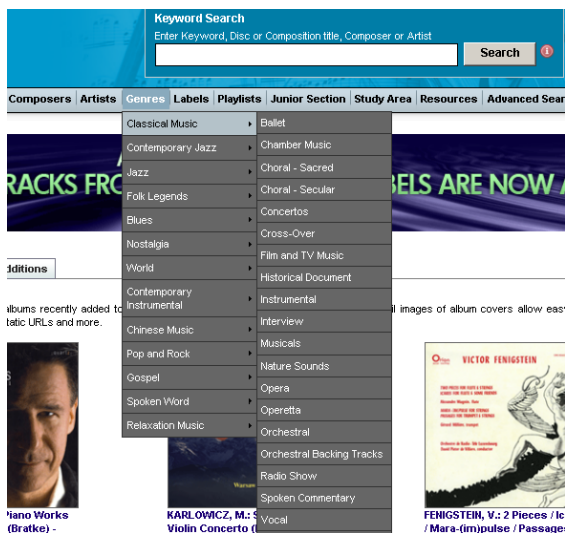 Keyword Search
Enter Keyword, Disc or Composition title, Composer or Artist
Search
Composers Artists Genres Labels Playlists Junior Section Study Area Resources Advanced Sear
Classical Music
Contemporary Jazz
Jazz
Folk Legends
Blues
Nostalgia
World
Contemporary
Instrumental
Chinese Music
Pop and Rock
Gospel
Spoken Word
Relaxation Music
Ballet
Chamber Music
Choral - Sacred
Choral - Secular
Concertos
Cross-Over
Film and TV Music
Historical Document
Instrumental
Interview
Musicals
Nature Sounds
Opera
Operetta
Orchestral
Orchestral Backing Tracks
Radio Show
Spoken Commentary
Vocal
RACKS FRO
BELS ARE NOW A
dditions
lbums recently added to
il images of album covers allow easy
tatic URLs and more.
VICTOR FENIGSTEIN
Piano Works
(Bratke) -
Warsaw
KARLOWICZ, M.: S
Violin Concerto (
FENIGSTEIN, V.: 2 Pieces / Ic
/ Mara-(im)pulse / Passages